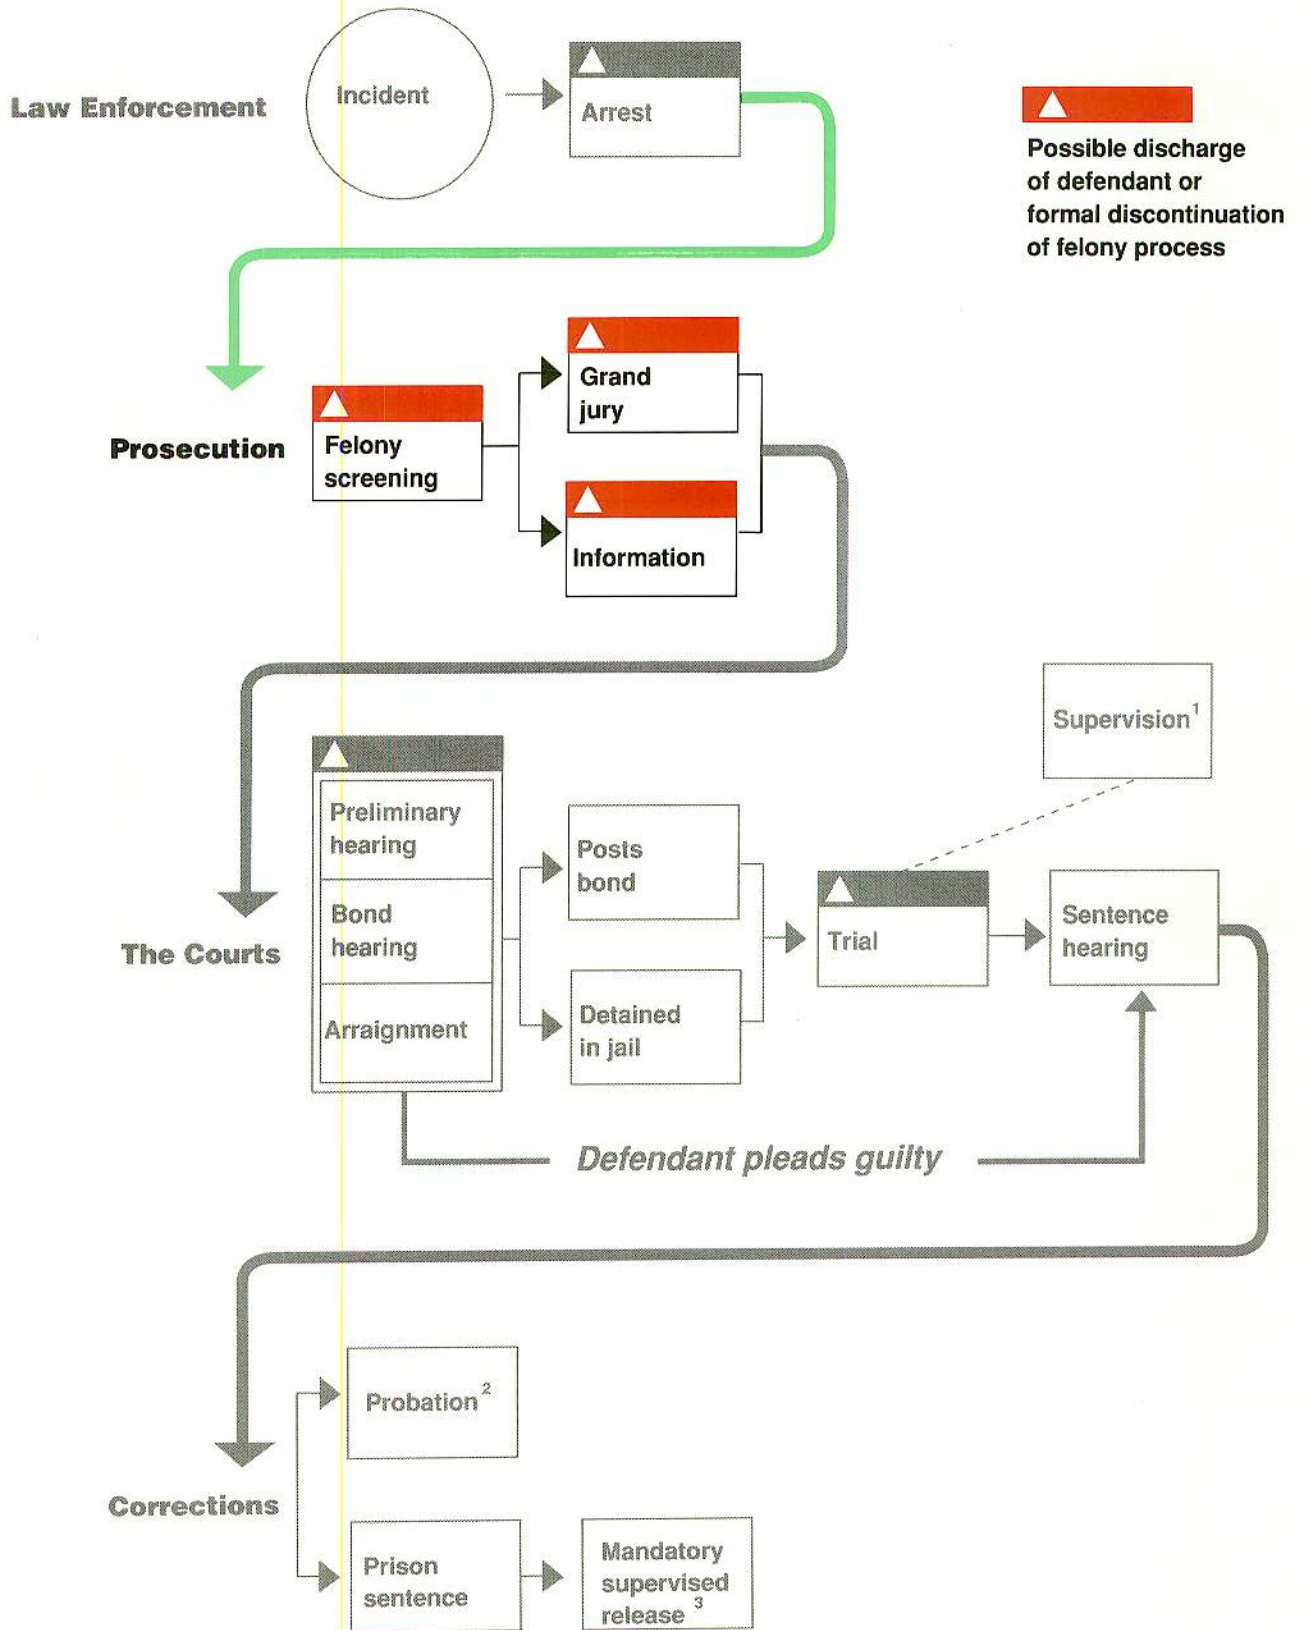 Law Enforcement
Incident
Arrest
Possible discharge
of defendant or
formal discontinuation
of felony process
Prosecution
Felony
screening
Grand
jury
Information
The Courts
Preliminary
hearing
Bond
hearing
Arraignment
Posts
bond
Detained
in jail
Trial
Supervision¹
Sentence
hearing
Defendant pleads guilty
Corrections
Probation²
Prison
sentence
Mandatory
supervised
release³